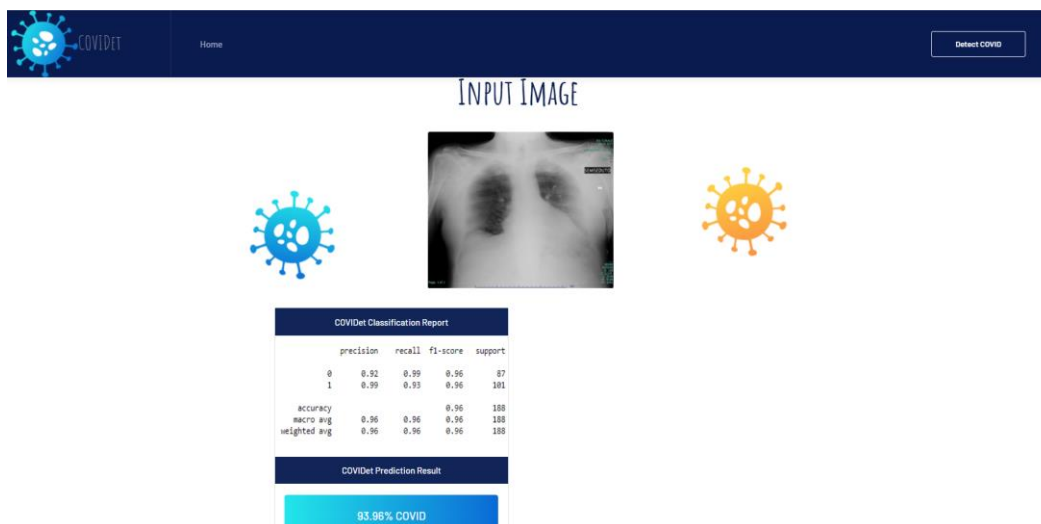 COVIDet
Home
Detect COVID
Input Image
COVIDet Classification Report
precision recall f1-score support
0 0.92 0.99 0.96 87
1 0.99 0.93 0.96 101
accuracy 0.96 188
macro avg 0.96 0.96 0.96 188
weighted avg 0.96 0.96 0.96 188
COVIDet Prediction Result
93.96% COVID